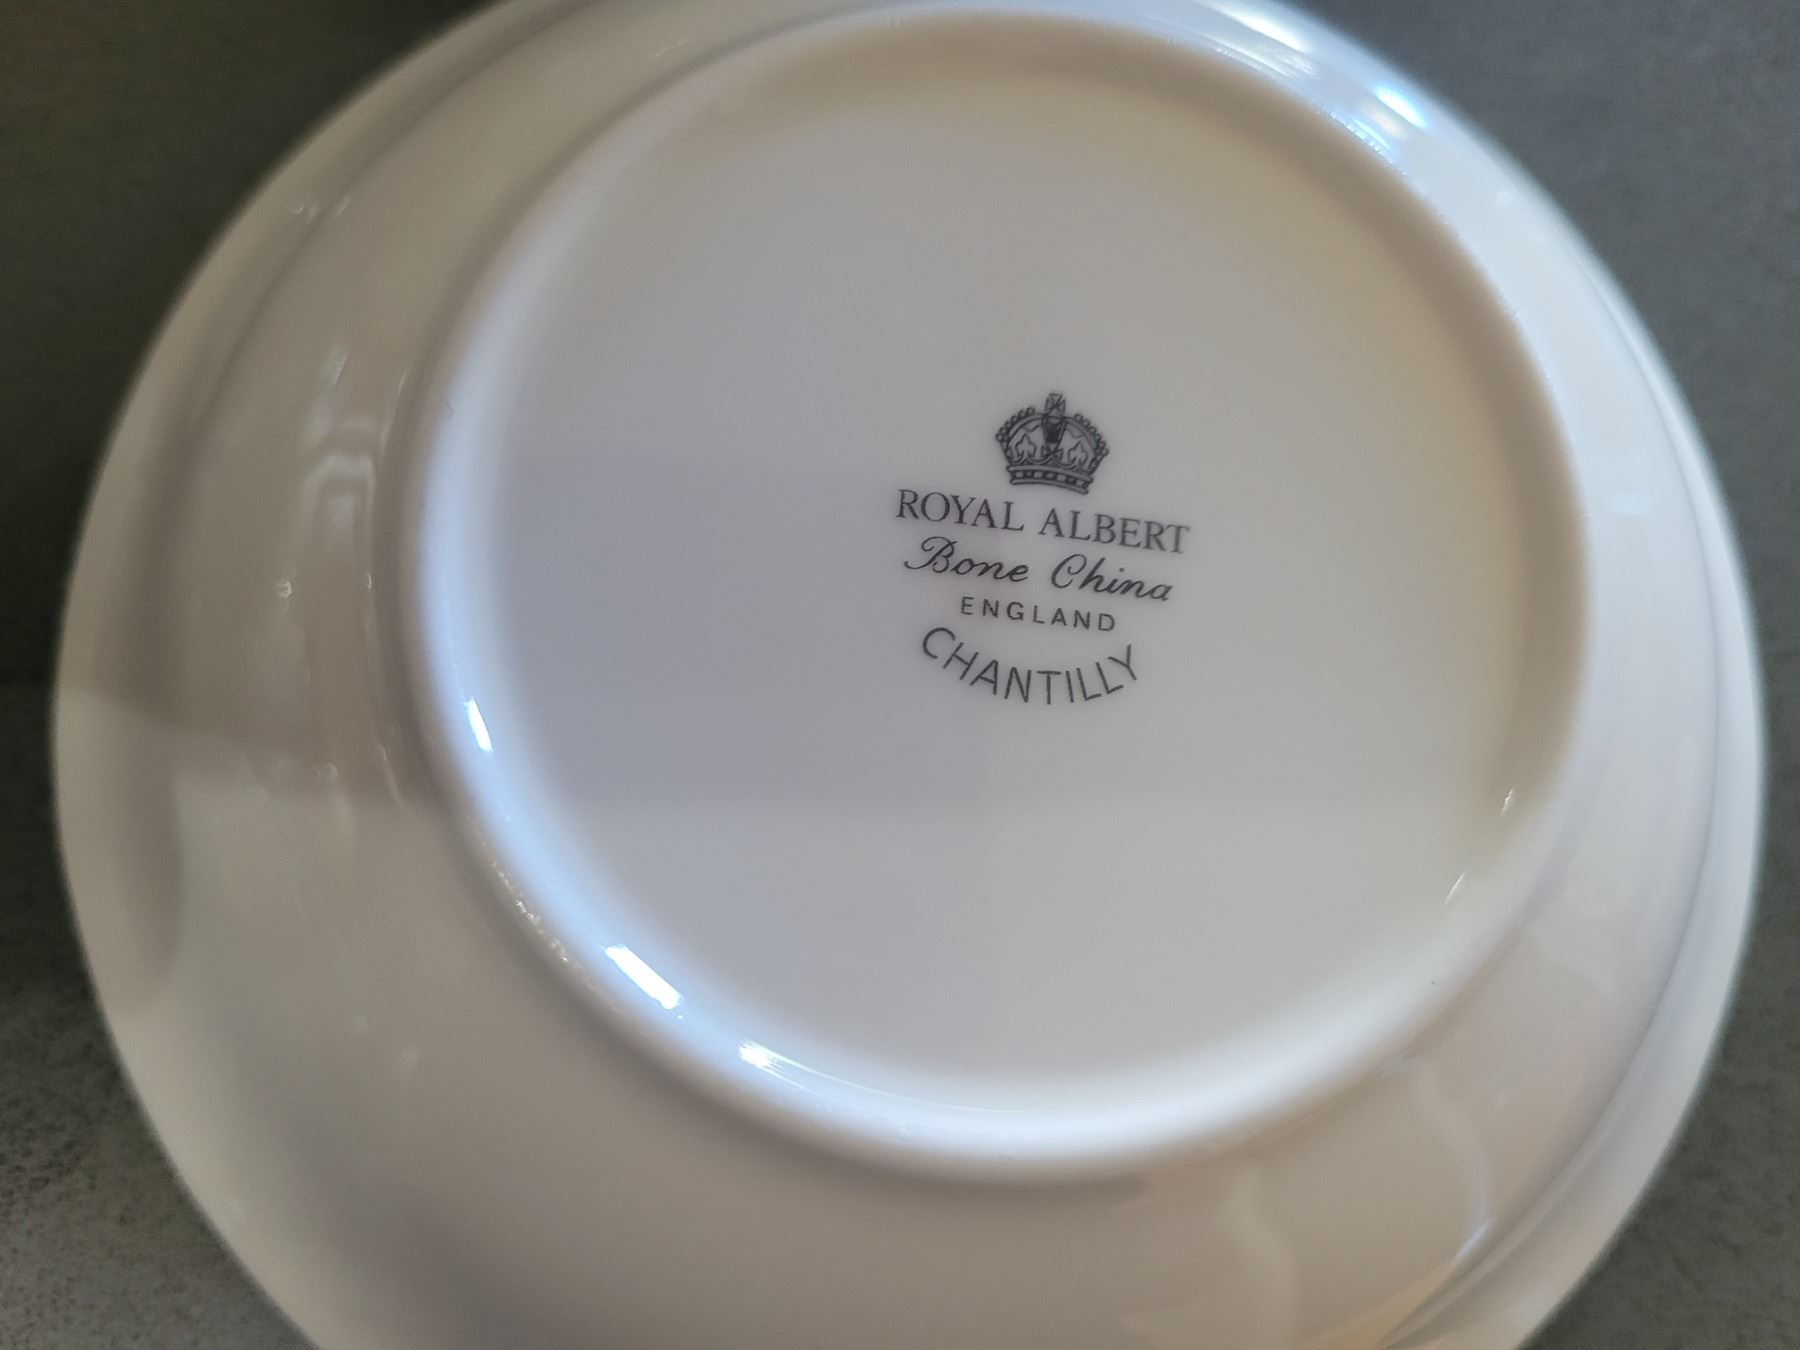 ROYAL ALBERT
Bone China
ENGLAND
CHANTILLY